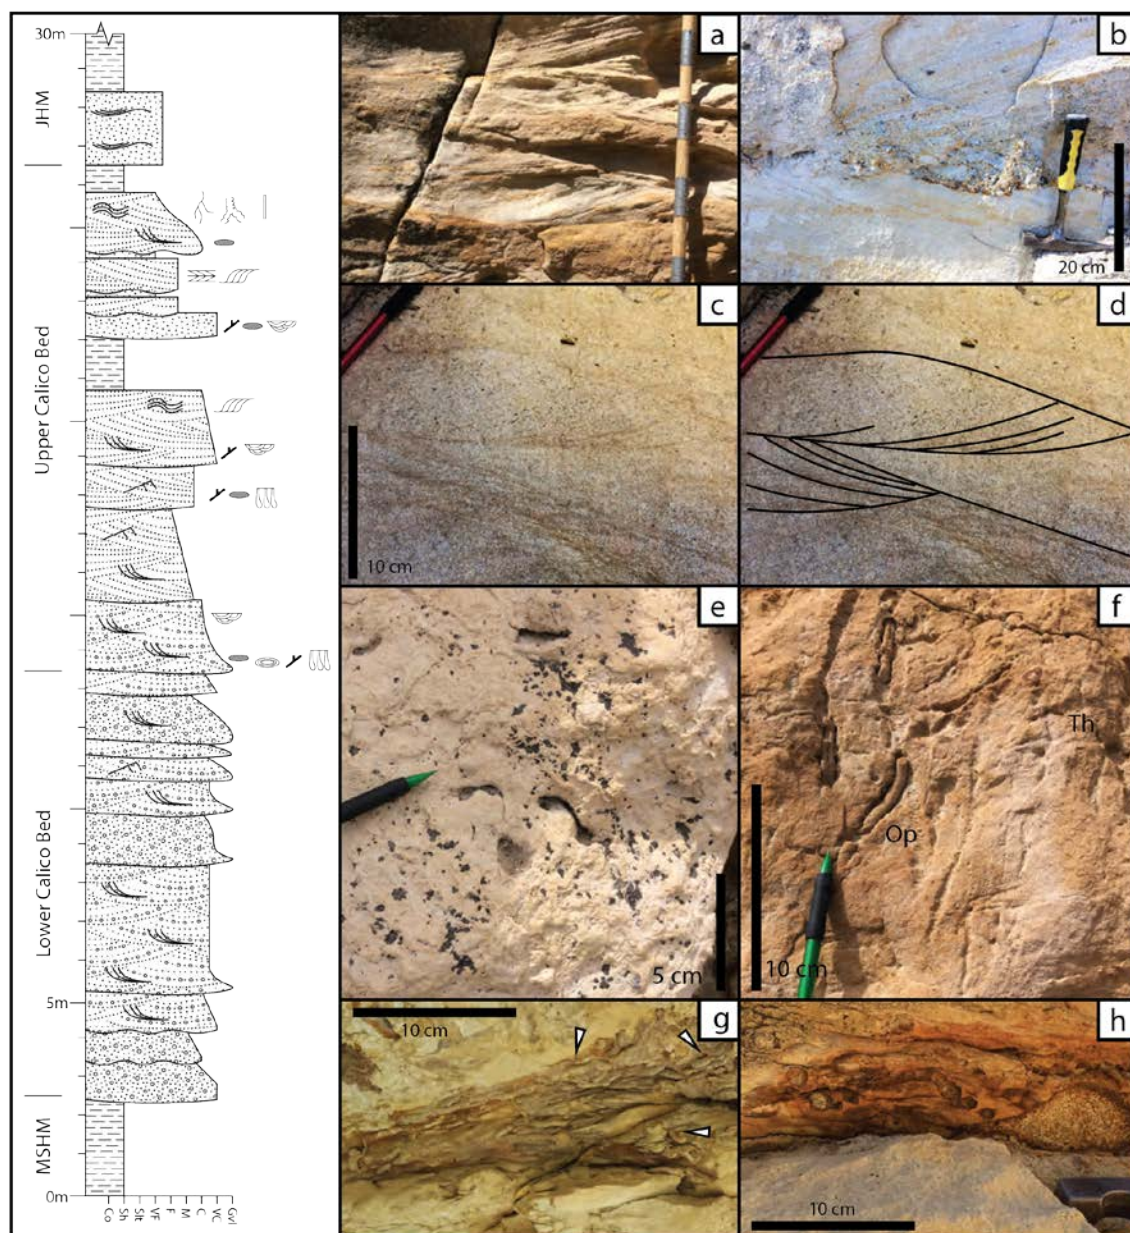 30m
JHM
Upper Calico Bed
Lower Calico Bed
5m
MSHM
0m
Co
Sh
Slt
VF
F
M
C
VC
Gvl
a
b
20 cm
c
10 cm
d
e
5 cm
f
Th
Op
10 cm
g
10 cm
h
10 cm